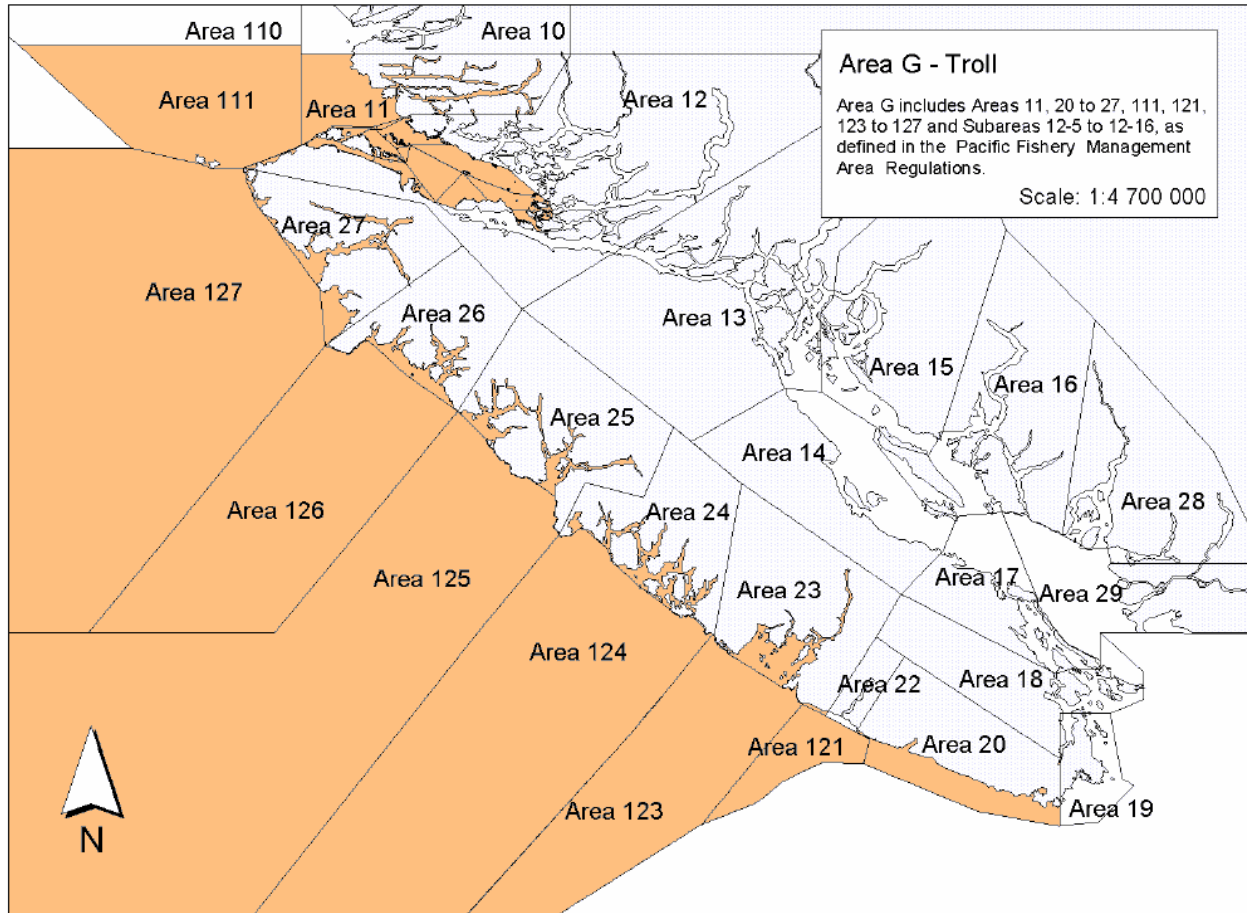 Area 110
Area 10
Area G - Troll
Area G includes Areas 11, 20 to 27, 111, 121,
123 to 127 and Subareas 12-5 to 12-16, as
defined in the Pacific Fishery Management
Area Regulations.
Scale: 1:4 700 000
Area 111
Area 11
Area 12
Area 27
Area 127
Area 26
Area 13
Area 15
Area 16
Area 25
Area 14
Area 126
Area 24
Area 28
Area 125
Area 17
Area 23
Area 29
Area 124
Area 22
Area 18
Area 121
Area 20
Area 123
Area 19
N